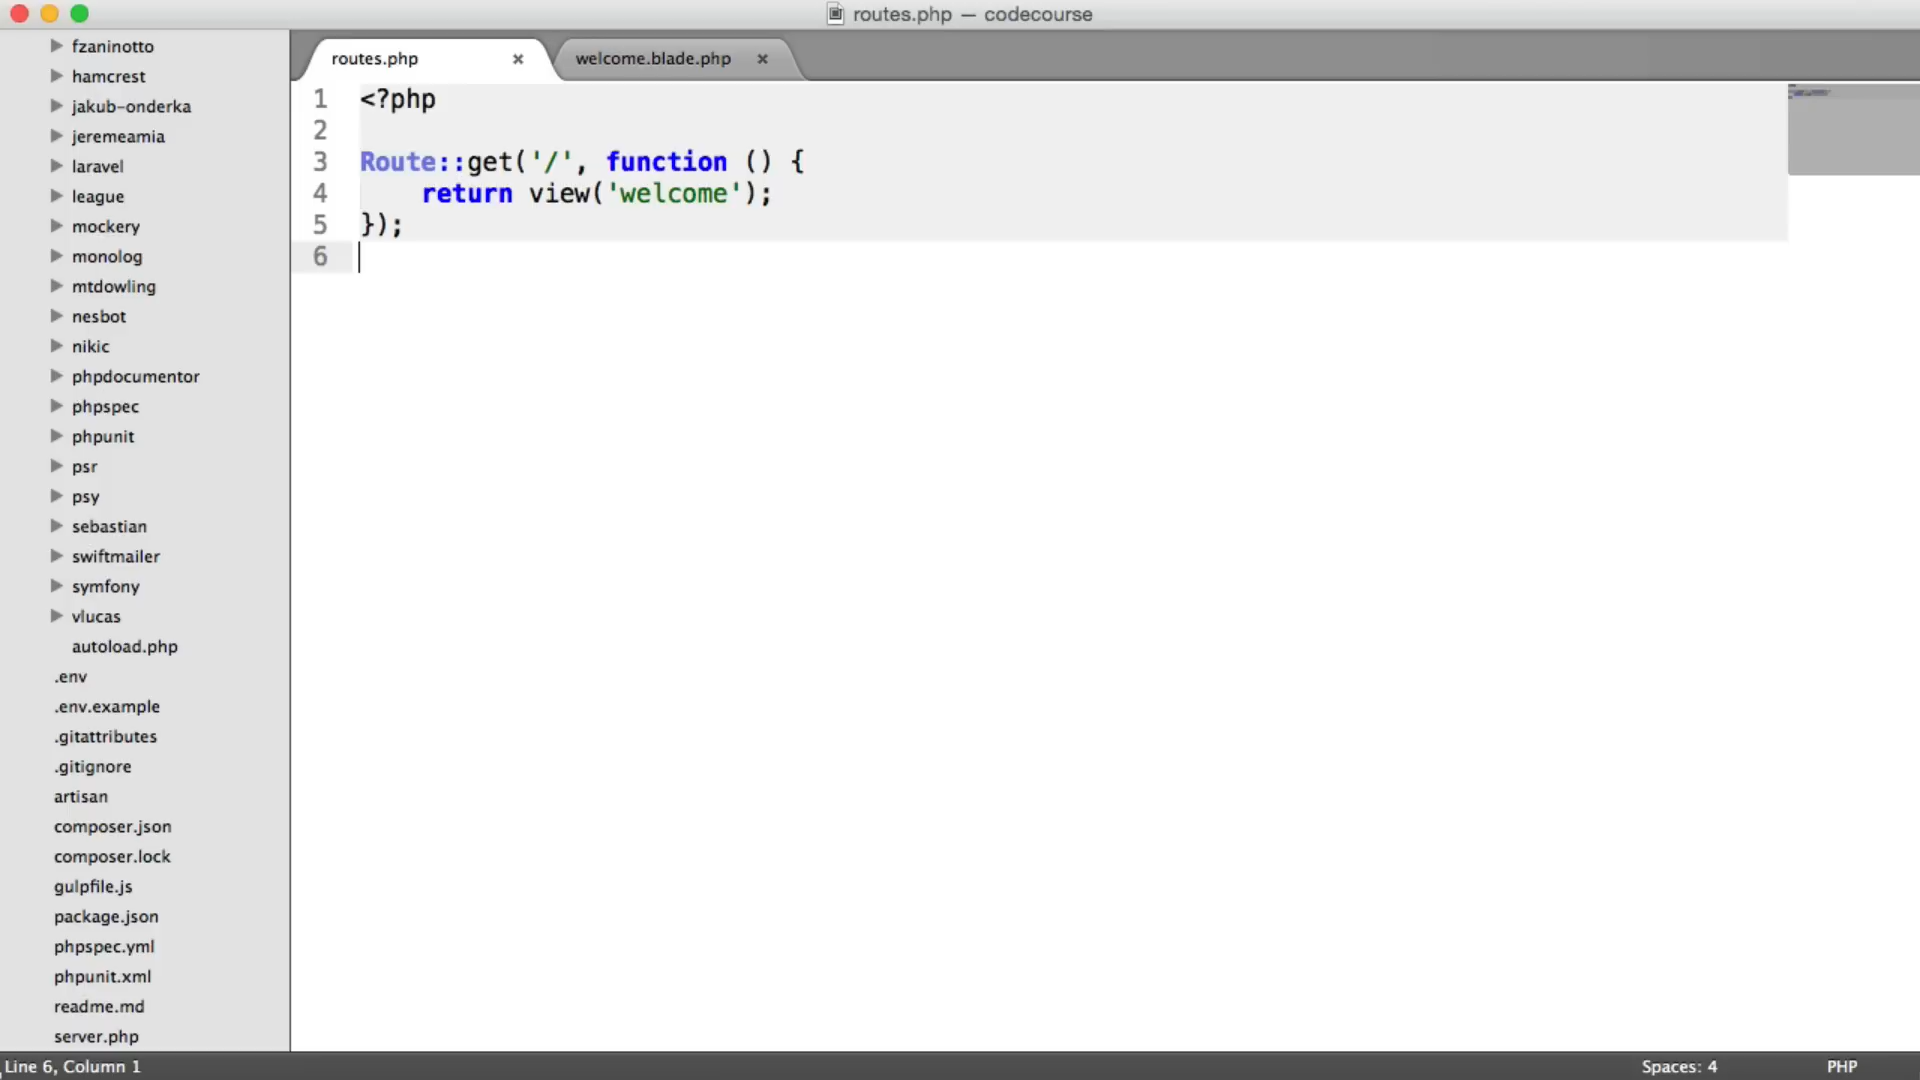 routes.php — codecourse
fzaninotto
hamcrest
jakub-onderka
jeremeamia
laravel
league
mockery
monolog
mtdowling
nesbot
nikic
phpdocumentor
phpspec
phpunit
psr
psy
sebastian
swiftmailer
symfony
vlucas
autoload.php
.env
.env.example
.gitattributes
.gitignore
artisan
composer.json
composer.lock
gulpfile.js
package.json
phpspec.yml
phpunit.xml
readme.md
server.php
routes.php × welcome.blade.php ×
1 <?php
2
3 Route::get('/', function () {
4     return view('welcome');
5 });
6
Line 6, Column 1 Spaces: 4 PHP